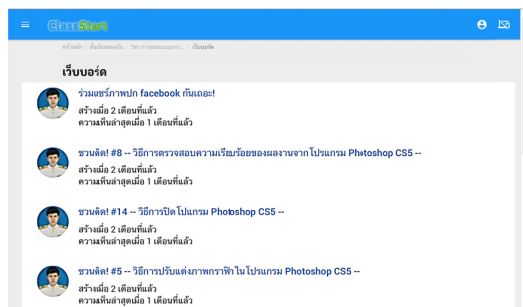 ClassStart
หน้าหลัก / ชั้นเรียนของฉัน / วิชา การออกแบบกรา... / เว็บบอร์ด
เว็บบอร์ด
ร่วมแชร์ภาพปก facebook กันเถอะ!
สร้างเมื่อ 2 เดือนที่แล้ว
ความเห็นล่าสุดเมื่อ 1 เดือนที่แล้ว
ชวนคิด! #8 -- วิธีการตรวจสอบความเรียบร้อยของผลงานจากโปรแกรม Photoshop CS5 --
สร้างเมื่อ 2 เดือนที่แล้ว
ความเห็นล่าสุดเมื่อ 1 เดือนที่แล้ว
ชวนคิด! #14 -- วิธีการปิดโปแกรม Photoshop CS5 --
สร้างเมื่อ 2 เดือนที่แล้ว
ความเห็นล่าสุดเมื่อ 1 เดือนที่แล้ว
ชวนคิด! #5 -- วิธีการปรับแต่งภาพกราฟิกในโปรแกรม Photoshop CS5 --
สร้างเมื่อ 2 เดือนที่แล้ว
ความเห็นล่าสุดเมื่อ 1 เดือนที่แล้ว